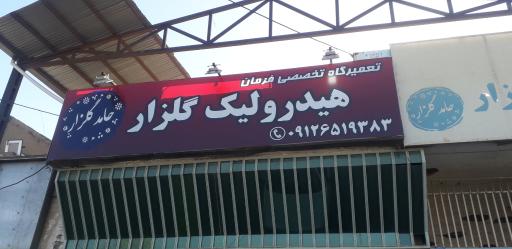 تعمیرگاه تخصصی فرمان
هیدرولیک گلزار
۰۹۱۲۶۵۱۹۳۸۳
حامد گلزار
حامد گلزار